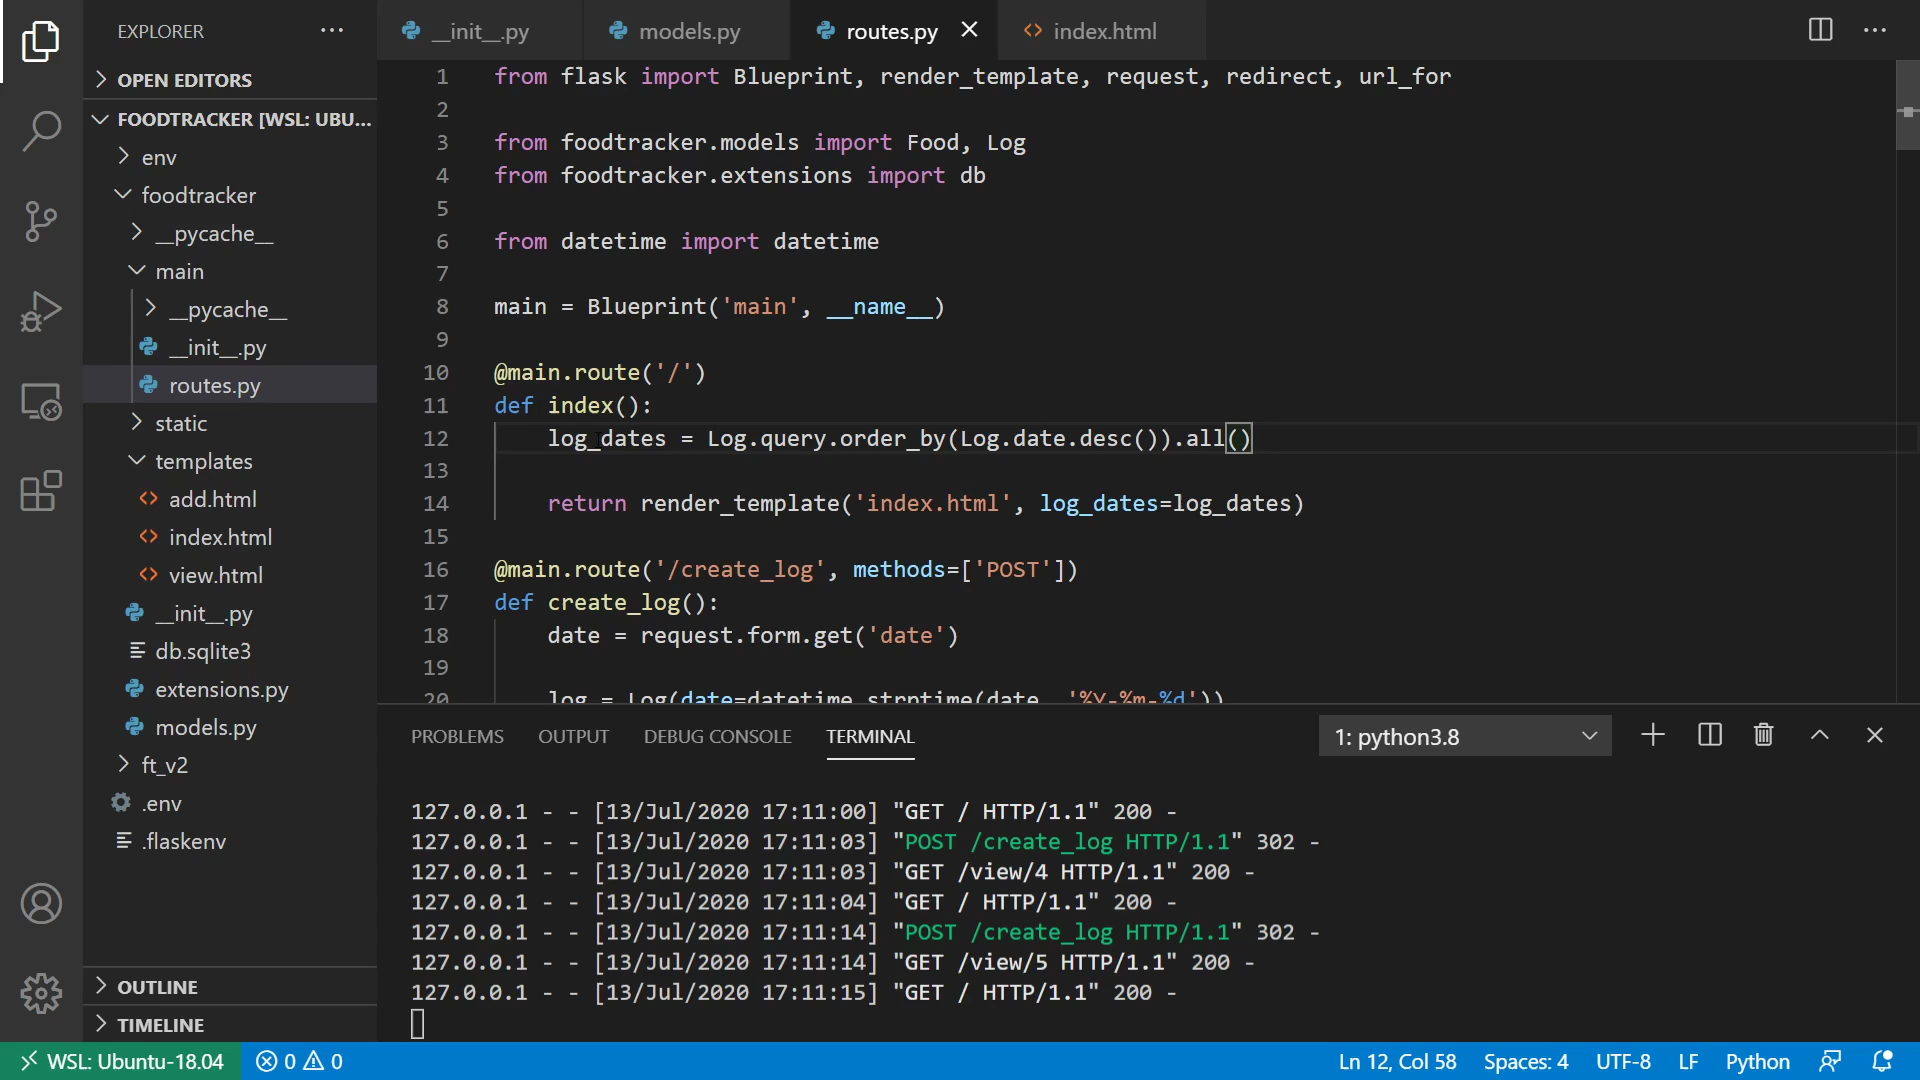 EXPLORER
OPEN EDITORS
FOODTRACKER [WSL: UBU...
env
foodtracker
__pycache__
main
__pycache__
__init__.py
routes.py
static
templates
add.html
index.html
view.html
__init__.py
db.sqlite3
extensions.py
models.py
ft_v2
.env
.flaskenv
OUTLINE
TIMELINE
__init__.py models.py routes.py index.html
1 from flask import Blueprint, render_template, request, redirect, url_for
2
3 from foodtracker.models import Food, Log
4 from foodtracker.extensions import db
5
6 from datetime import datetime
7
8 main = Blueprint('main', __name__)
9
10 @main.route('/')
11 def index():
12 log_dates = Log.query.order_by(Log.date.desc()).all()
13
14 return render_template('index.html', log_dates=log_dates)
15
16 @main.route('/create_log', methods=['POST'])
17 def create_log():
18 date = request.form.get('date')
19
20 log = Log(date=datetime.strptime(date, '%Y-%m-%d'))
PROBLEMS OUTPUT DEBUG CONSOLE TERMINAL 1: python3.8
127.0.0.1 - - [13/Jul/2020 17:11:00] "GET / HTTP/1.1" 200 -
127.0.0.1 - - [13/Jul/2020 17:11:03] "POST /create_log HTTP/1.1" 302 -
127.0.0.1 - - [13/Jul/2020 17:11:03] "GET /view/4 HTTP/1.1" 200 -
127.0.0.1 - - [13/Jul/2020 17:11:04] "GET / HTTP/1.1" 200 -
127.0.0.1 - - [13/Jul/2020 17:11:14] "POST /create_log HTTP/1.1" 302 -
127.0.0.1 - - [13/Jul/2020 17:11:14] "GET /view/5 HTTP/1.1" 200 -
127.0.0.1 - - [13/Jul/2020 17:11:15] "GET / HTTP/1.1" 200 -
WSL: Ubuntu-18.04 0 0 Ln 12, Col 58 Spaces: 4 UTF-8 LF Python